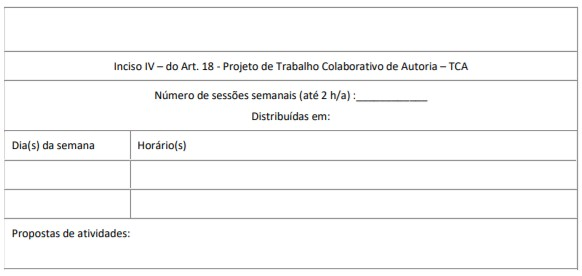 Inciso IV – do Art. 18 - Projeto de Trabalho Colaborativo de Autoria – TCA
Número de sessões semanais (até 2 h/a) :____________
Distribuídas em:
Dia(s) da semana
Horário(s)
Propostas de atividades: